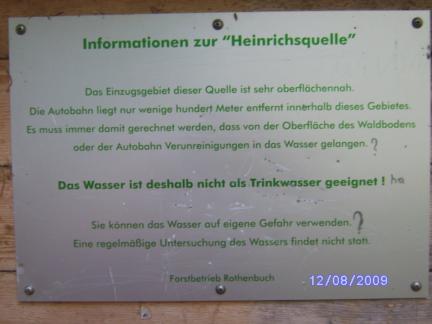 Informationen zur "Heinrichsquelle"
Das Einzugsgebiet dieser Quelle ist sehr oberflächennah.
Die Autobahn liegt nur wenige hundert Meter entfernt innerhalb dieses Gebietes.
Es muss immer damit gerechnet werden, dass von der Oberfläche des Waldbodens
oder der Autobahn Verunreinigungen in das Wasser gelangen. ?
Das Wasser ist deshalb nicht als Trinkwasser geeignet ! ha
Sie können das Wasser auf eigene Gefahr verwenden. ?
Eine regelmäßige Untersuchung des Wassers findet nicht statt.
Forstbetrieb Rothenbuch
12/08/2009